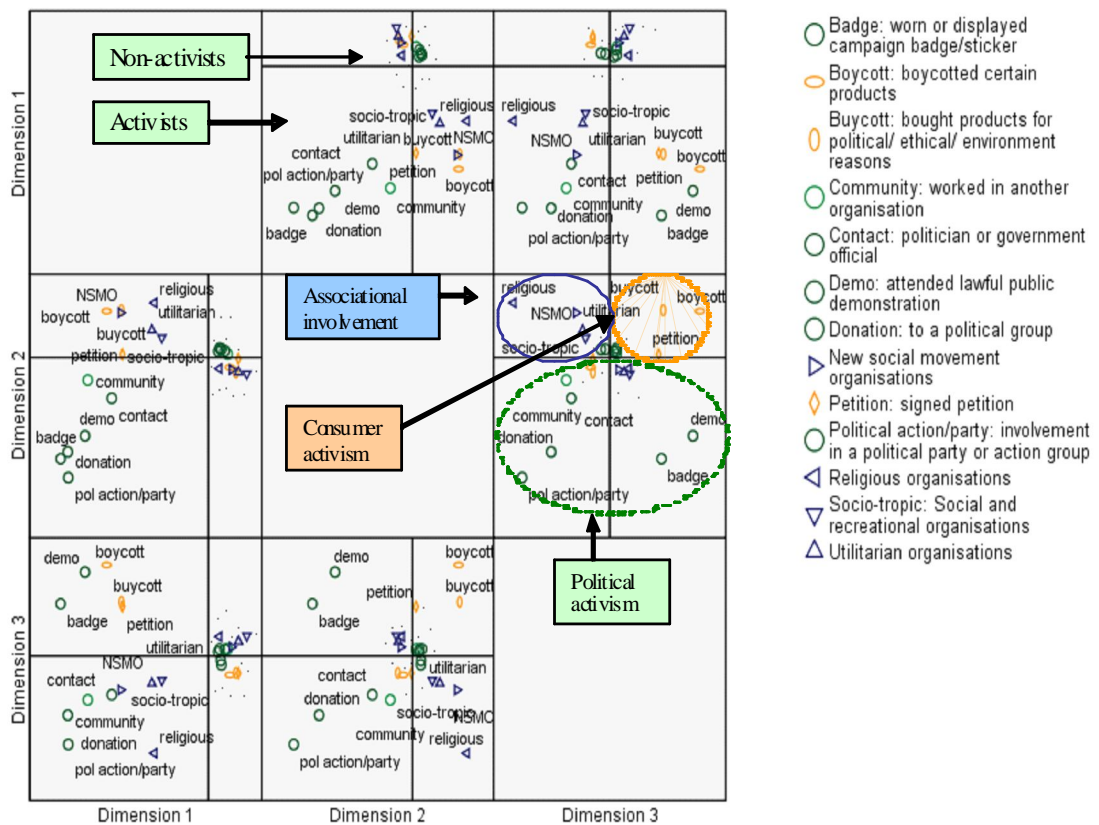 Non-activists
Activists
Dimension 1
religious
socio-tropic
utilitarian
buycott
NSMO
contact
pol action/party
petition
boycott
demo
community
donation
badge
religious
socio-tropic
NSMO
utilitarian
buycott
contact
petition
boycott
community
donation
demo
pol action/party
badge
Dimension 2
NSMO
religious
boycott
utilitarian
buycott
petition
socio-tropic
community
demo
contact
badge
donation
pol action/party
Associational
involvement
Consumer
activism
religious
buycott
NSMO
utilitarian
boycott
socio-tropic
petition
community
contact
demo
donation
badge
pol action/party
Political
activism
Dimension 3
demo
boycott
buycott
badge
petition
utilitarian
NSMO
contact
socio-tropic
community
donation
religious
pol action/party
boycott
demo
petition
buycott
badge
utilitarian
contact
donation
socio-tropic
NSMO
community
religious
pol action/party
Dimension 1
Dimension 2
Dimension 3
Badge: worn or displayed
campaign badge/sticker
Boycott: boycotted certain
products
Buycott: bought products for
political/ ethical/ environment
reasons
Community: worked in another
organisation
Contact: politician or government
official
Demo: attended lawful public
demonstration
Donation: to a political group
New social movement
organisations
Petition: signed petition
Political action/party: involvement
in a political party or action group
Religious organisations
Socio-tropic: Social and
recreational organisations
Utilitarian organisations